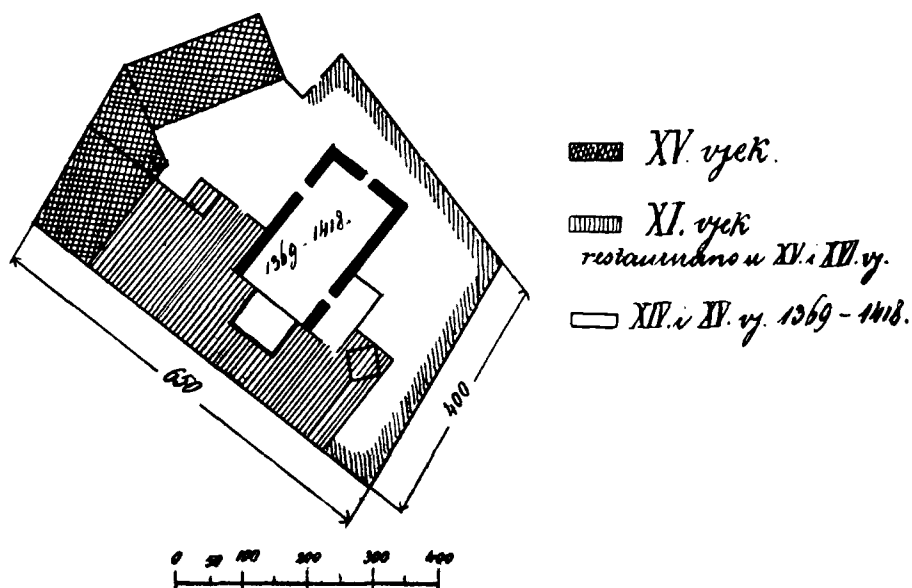 XV. vjek.
XI. vjek
restaurirano u XV. i XVI. vj.
XIV. i XV. vj. 1369 - 1418.
1369 - 1418.
650
400
0 50 100 200 300 400